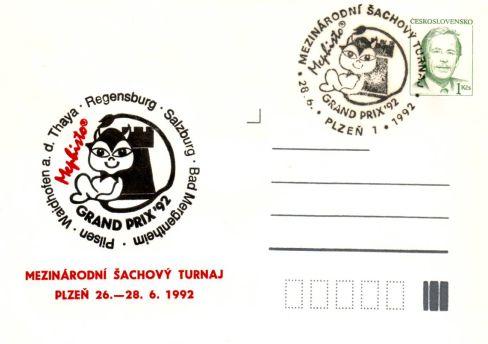 Pilsen · Waidhofen a. d. Thaya · Regensburg · Salzburg · Bad Mergentheim ·
Mephisto®
GRAND PRIX '92
MEZINÁRODNÍ ŠACHOVÝ TURNAJ
PLZEŇ 26.—28. 6. 1992
MEZINÁRODNÍ ŠACHOVÝ TURNAJ
Mephisto®
GRAND PRIX '92
· 28.6. · PLZEŇ 1 · 1992 ·
ČESKOSLOVENSKO
1 Kčs